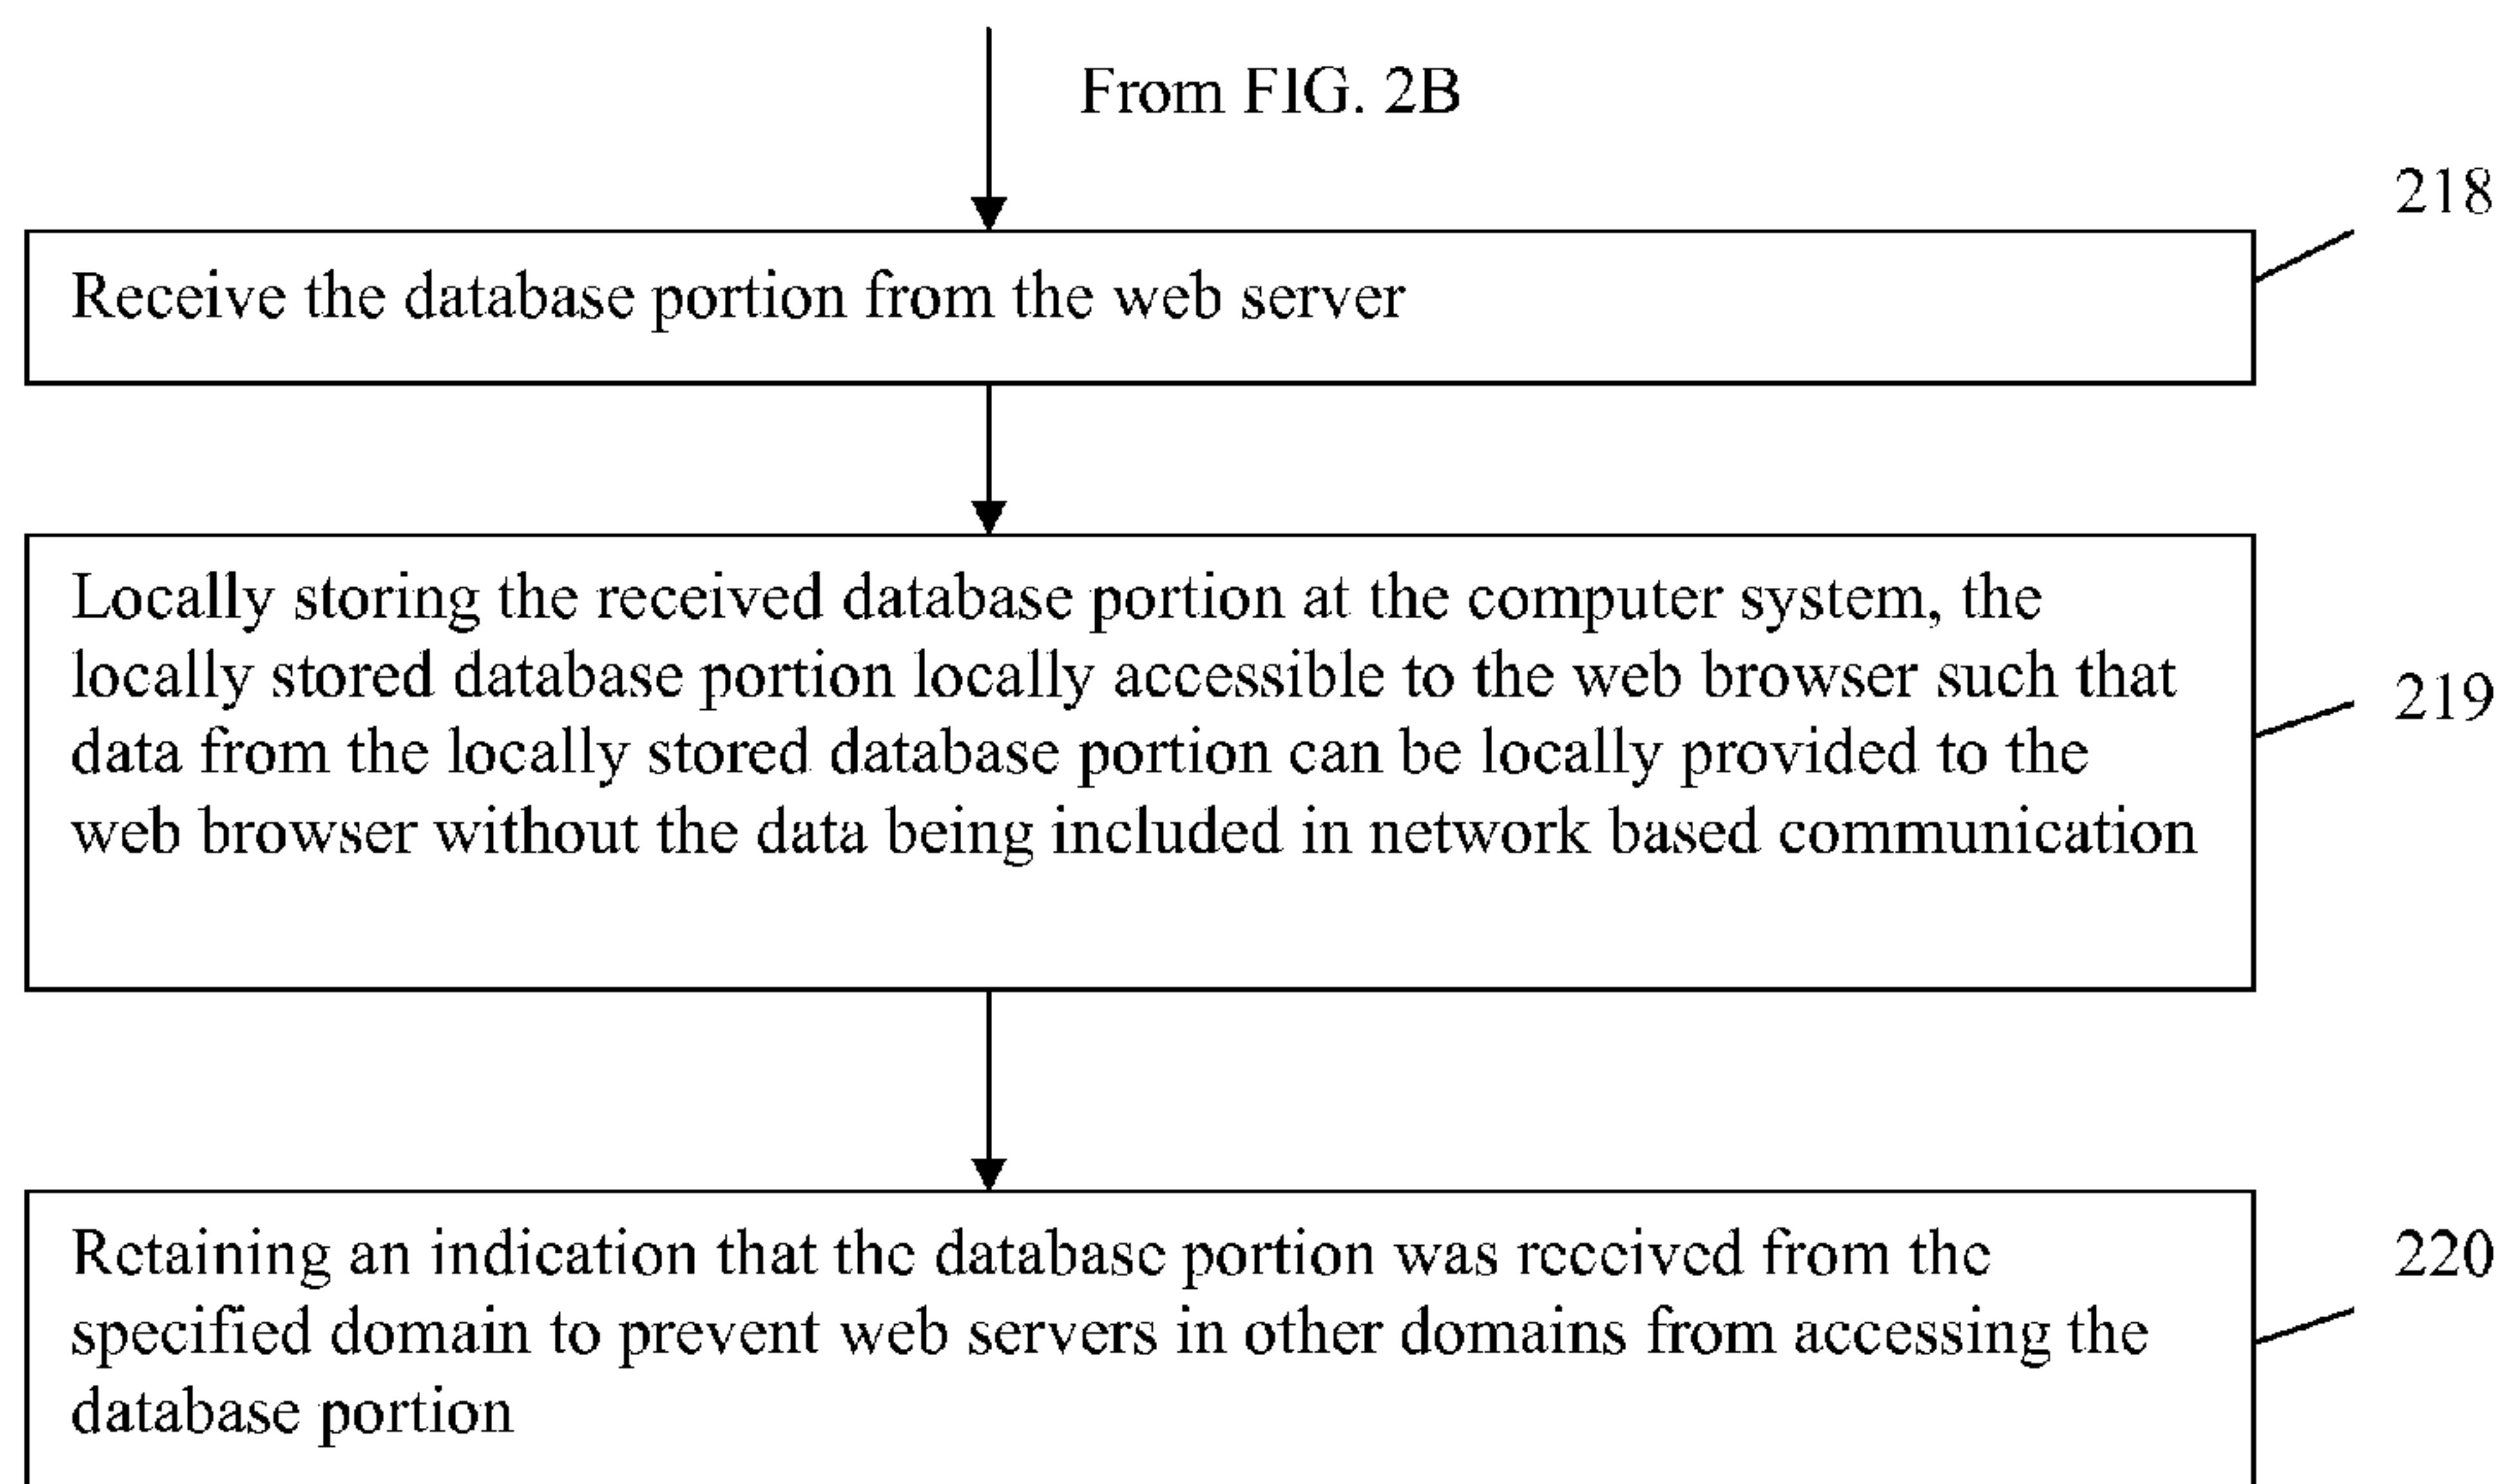 From FIG. 2B
218
Receive the database portion from the web server
Locally storing the received database portion at the computer system, the
locally stored database portion locally accessible to the web browser such that
data from the locally stored database portion can be locally provided to the
web browser without the data being included in network based communication
219
Retaining an indication that the database portion was received from the
specified domain to prevent web servers in other domains from accessing the
database portion
220